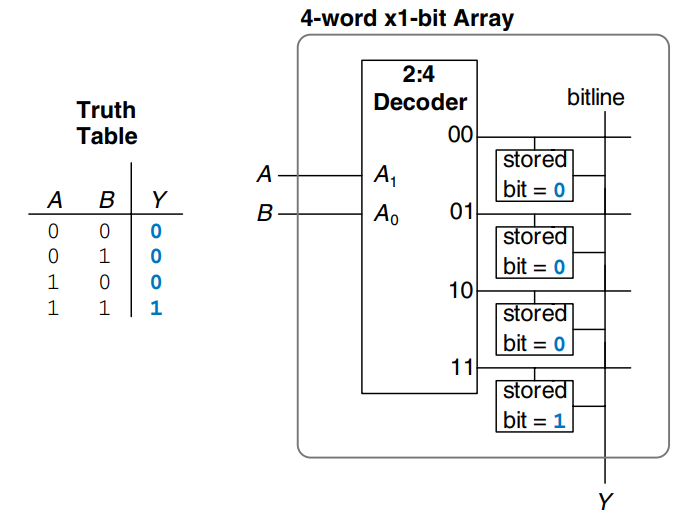 4-word x1-bit Array
Truth
Table
A B Y
0 0 0
0 1 0
1 0 0
1 1 1
2:4
Decoder
bitline
A
B
A1
A0
00
stored
bit = 0
01
stored
bit = 0
10
stored
bit = 0
11
stored
bit = 1
Y